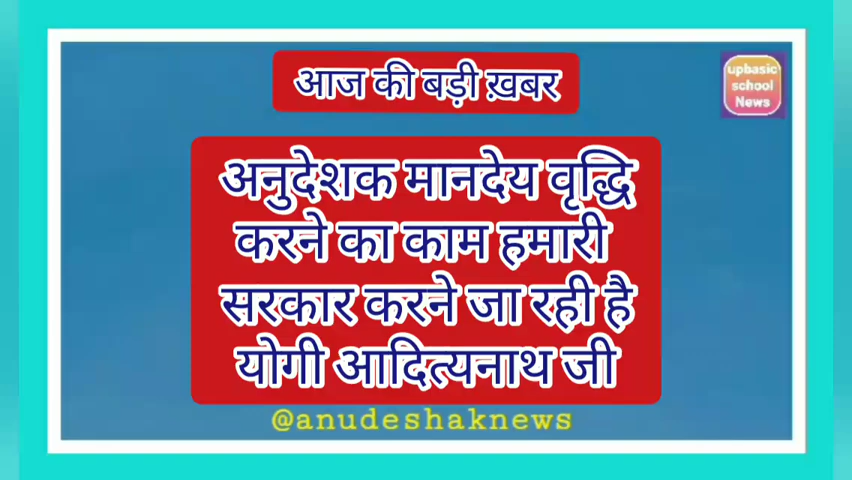 आज की बड़ी ख़बर
upbasic
school
News
अनुदेशक मानदेय वृद्धि
करने का काम हमारी
सरकार करने जा रही है
योगी आदित्यनाथ जी
@anudeshaknews